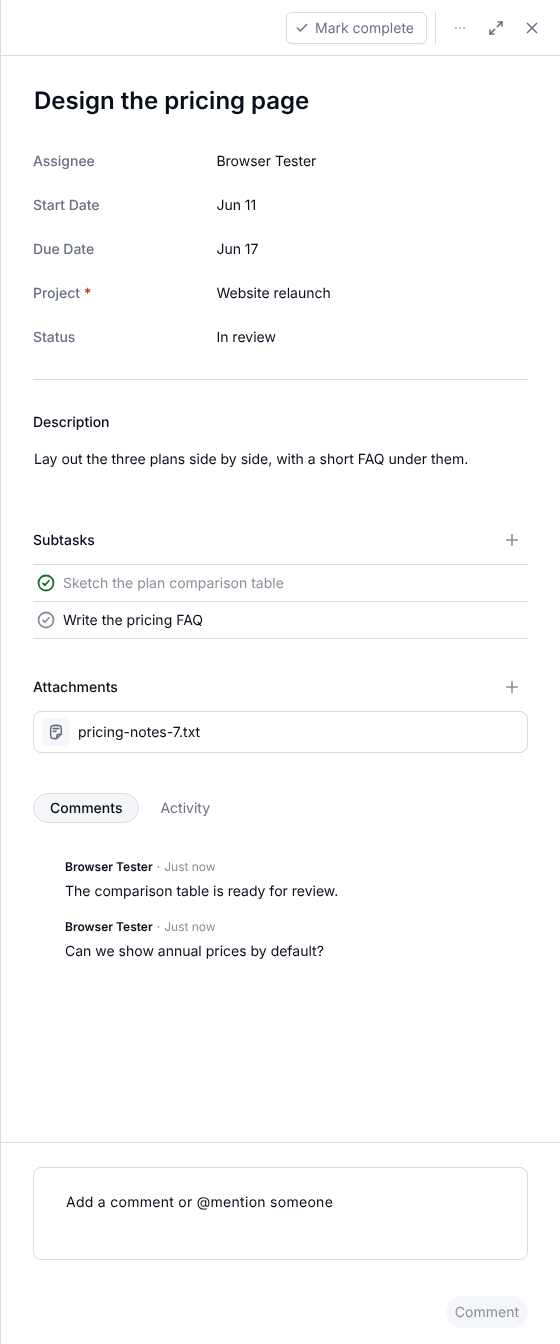 Mark complete
Design the pricing page
Assignee Browser Tester
Start Date Jun 11
Due Date Jun 17
Project * Website relaunch
Status In review
Description
Lay out the three plans side by side, with a short FAQ under them.
Subtasks
Sketch the plan comparison table
Write the pricing FAQ
Attachments
pricing-notes-7.txt
Comments Activity
Browser Tester · Just now
The comparison table is ready for review.
Browser Tester · Just now
Can we show annual prices by default?
Add a comment or @mention someone
Comment